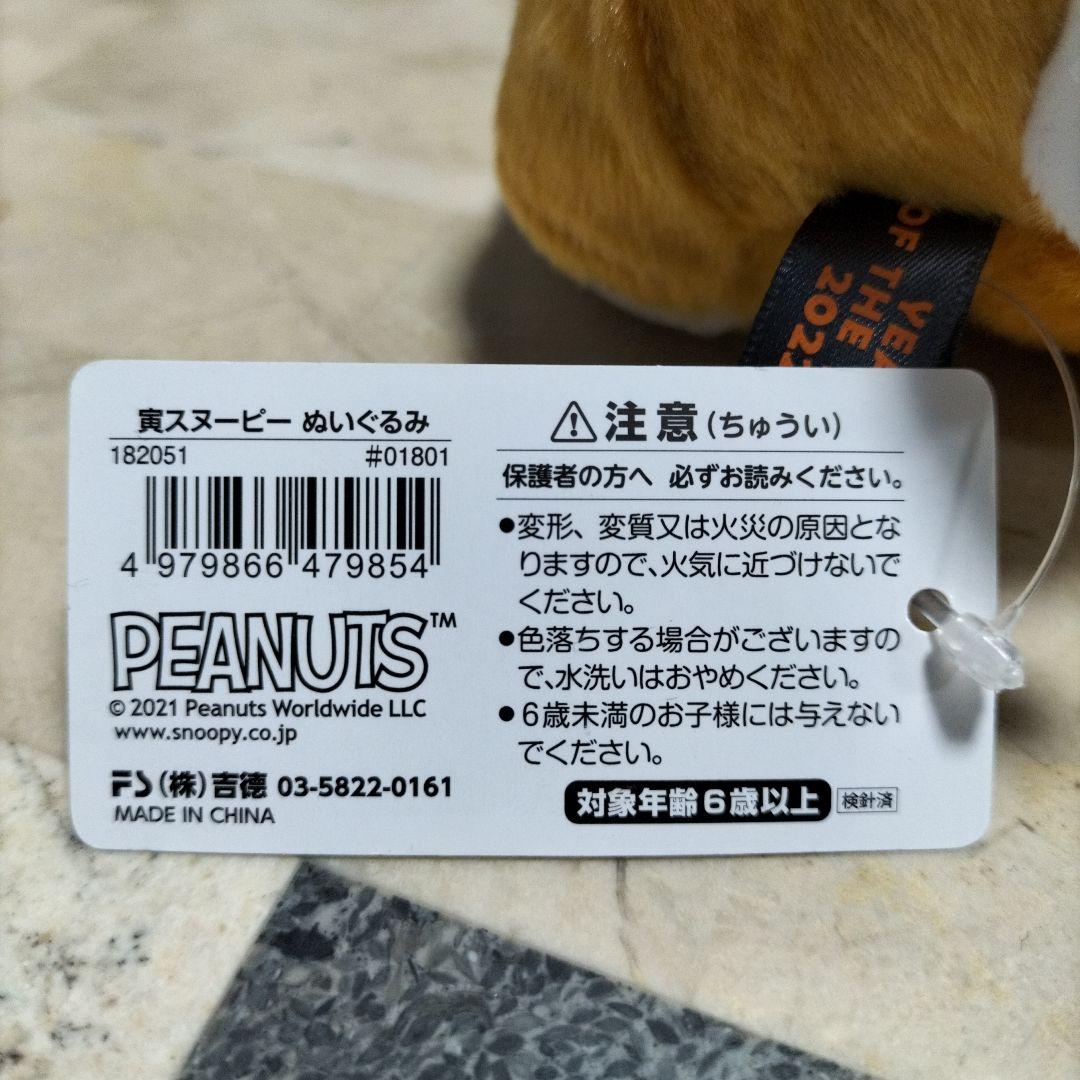 YEA
OF THE
202
寅スヌーピー ぬいぐるみ
182051 #01801
4 979866 479854
PEANUTS™
© 2021 Peanuts Worldwide LLC
www.snoopy.co.jp
FS (株)吉徳 03-5822-0161
MADE IN CHINA
⚠注意(ちゅうい)
保護者の方へ 必ずお読みください。
●変形、変質又は火災の原因とな
りますので、火気に近づけないで
ください。
●色落ちする場合がございますの
で、水洗いはおやめください。
●6歳未満のお子様には与えない
でください。
対象年齢6歳以上 検針済